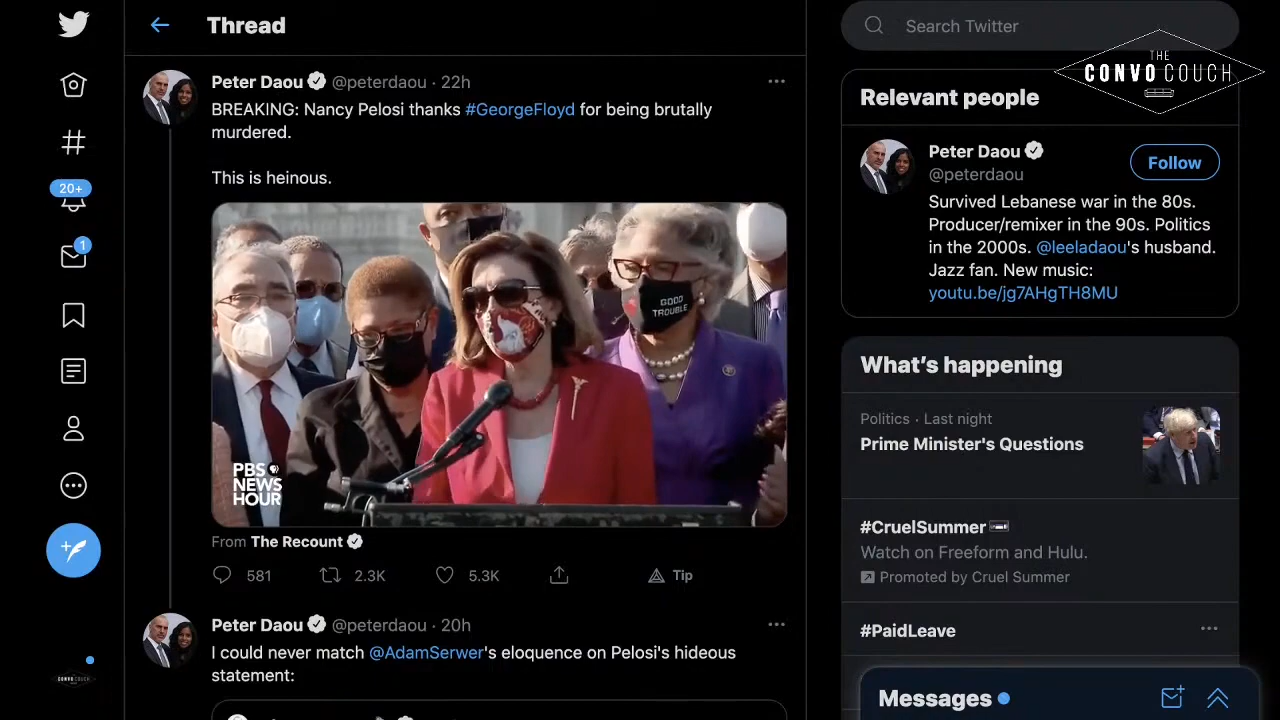 Thread
Peter Daou @peterdaou · 22h
BREAKING: Nancy Pelosi thanks #GeorgeFloyd for being brutally
murdered.
This is heinous.
GOOD
TROUBLE
PBS
NEWS
HOUR
From The Recount
581
2.3K
5.3K
Tip
Peter Daou @peterdaou · 20h
I could never match @AdamSerwer's eloquence on Pelosi's hideous
statement:
20+
1
CONVO COUCH
Search Twitter
THE
CONVO COUCH
Relevant people
Peter Daou
@peterdaou
Follow
Survived Lebanese war in the 80s.
Producer/remixer in the 90s. Politics
in the 2000s. @leeladaou's husband.
Jazz fan. New music:
youtu.be/jg7AHgTH8MU
What's happening
Politics · Last night
Prime Minister's Questions
#CruelSummer
Watch on Freeform and Hulu.
Promoted by Cruel Summer
#PaidLeave
Messages